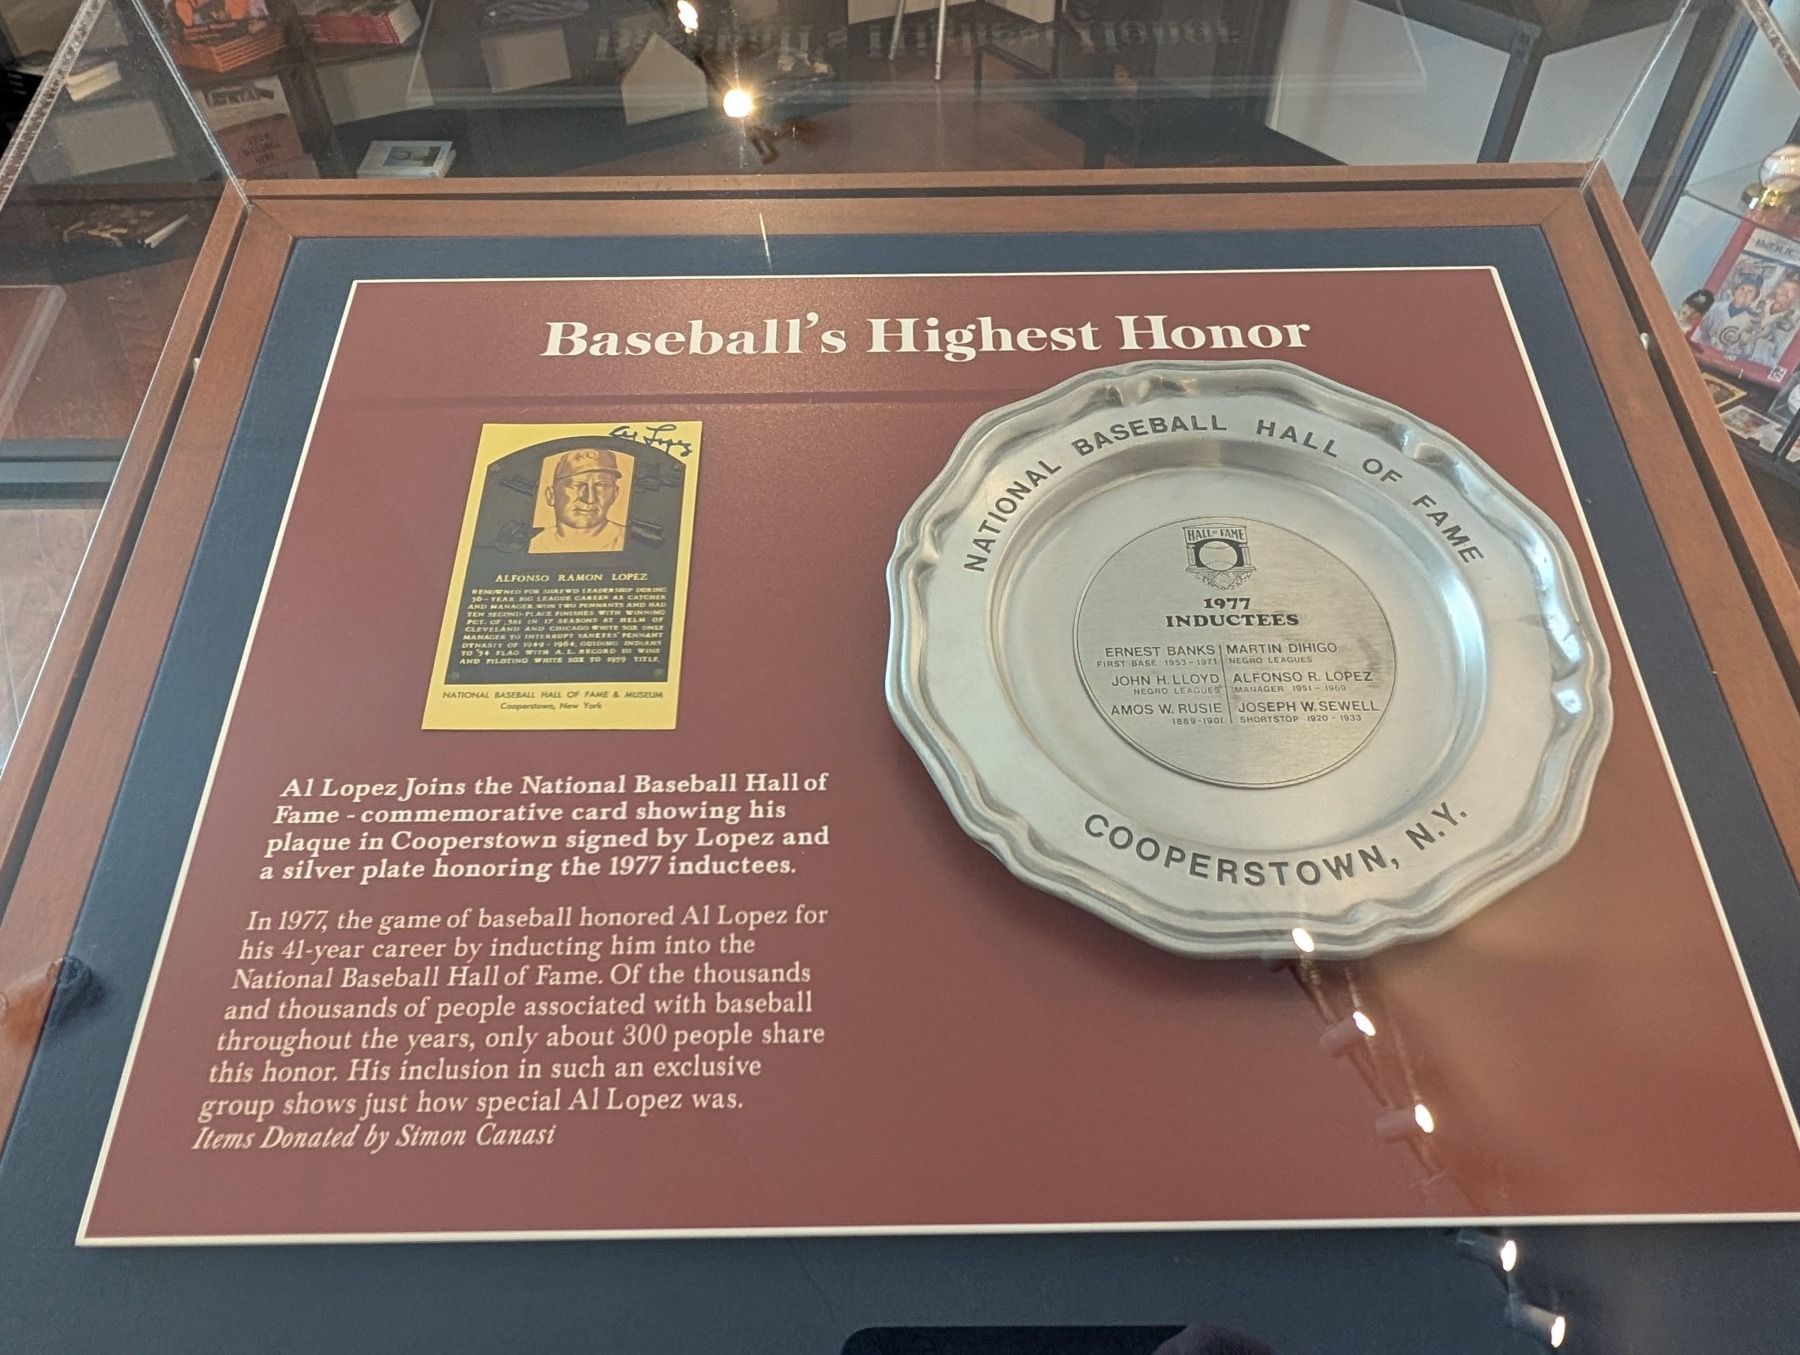 Baseball's Highest Honor
Al Lopez
ALFONSO RAMON LOPEZ
RENOWNED FOR SHREWD LEADERSHIP DURING
36-YEAR BIG LEAGUE CAREER AS CATCHER
AND MANAGER. WON TWO PENNANTS AND HAD
TEN SECOND-PLACE FINISHES WITH WINNING
PCT. OF .581 IN 17 SEASONS AT HELM OF
CLEVELAND AND CHICAGO WHITE SOX. ONLY
MANAGER TO INTERRUPT YANKEES' PENNANT
DYNASTY OF 1949-1964, GUIDING INDIANS
TO '54 FLAG WITH A. L. RECORD 111 WINS
AND PILOTING WHITE SOX TO 1959 TITLE.
NATIONAL BASEBALL HALL OF FAME & MUSEUM
Cooperstown, New York
Al Lopez Joins the National Baseball Hall of
Fame - commemorative card showing his
plaque in Cooperstown signed by Lopez and
a silver plate honoring the 1977 inductees.
In 1977, the game of baseball honored Al Lopez for
his 41-year career by inducting him into the
National Baseball Hall of Fame. Of the thousands
and thousands of people associated with baseball
throughout the years, only about 300 people share
this honor. His inclusion in such an exclusive
group shows just how special Al Lopez was.
Items Donated by Simon Canasi
NATIONAL BASEBALL HALL OF FAME
HALL OF FAME
1977
INDUCTEES
ERNEST BANKS
FIRST BASE 1953-1971
MARTIN DIHIGO
NEGRO LEAGUES
JOHN H. LLOYD
NEGRO LEAGUES
ALFONSO R. LOPEZ
MANAGER 1951-1969
AMOS W. RUSIE
1889-1901
JOSEPH W. SEWELL
SHORTSTOP 1920-1933
COOPERSTOWN, N.Y.